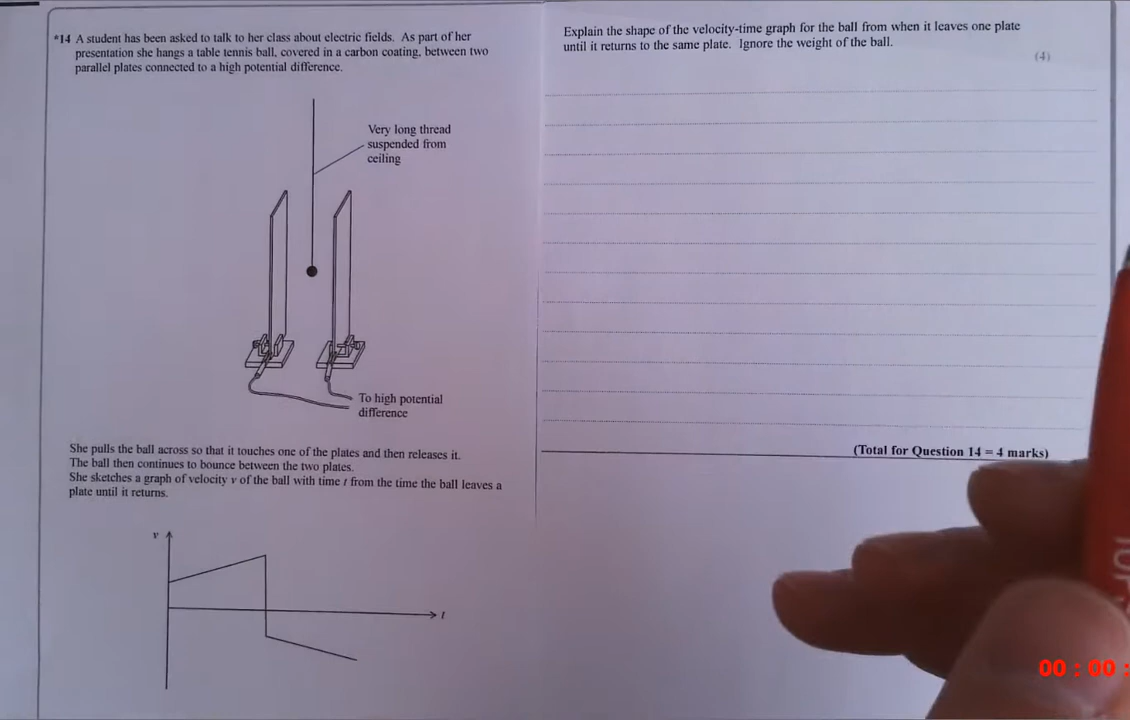 *14 A student has been asked to talk to her class about electric fields. As part of her
presentation she hangs a table tennis ball, covered in a carbon coating, between two
parallel plates connected to a high potential difference.
Very long thread
suspended from
ceiling
To high potential
difference
She pulls the ball across so that it touches one of the plates and then releases it.
The ball then continues to bounce between the two plates.
She sketches a graph of velocity v of the ball with time t from the time the ball leaves a
plate until it returns.
v
t
Explain the shape of the velocity-time graph for the ball from when it leaves one plate
until it returns to the same plate. Ignore the weight of the ball.
(4)
(Total for Question 14 = 4 marks)
00 : 00 :